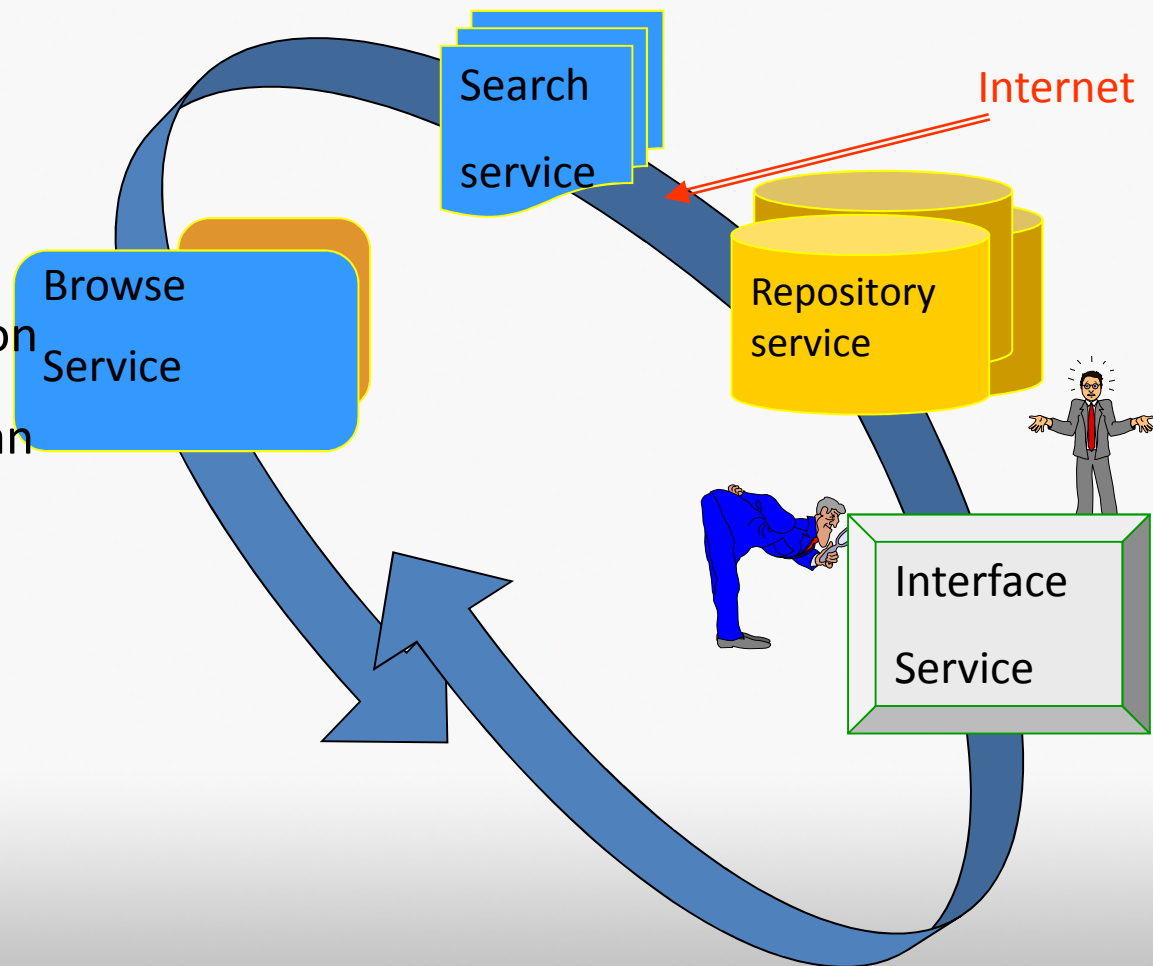 Search
service
Internet
Repository
service
Browse
Service
Interface
Service